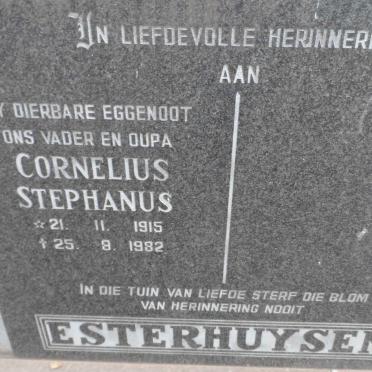 IN LIEFDEVOLLE HERINNERI
AAN
Y DIERBARE EGGENOOT
ONS VADER EN OUPA
CORNELIUS
STEPHANUS
☆ 21. 11. 1915
✝ 25. 8. 1982
IN DIE TUIN VAN LIEFDE STERF DIE BLOM
VAN HERINNERING NOOIT
ESTERHUYSEN